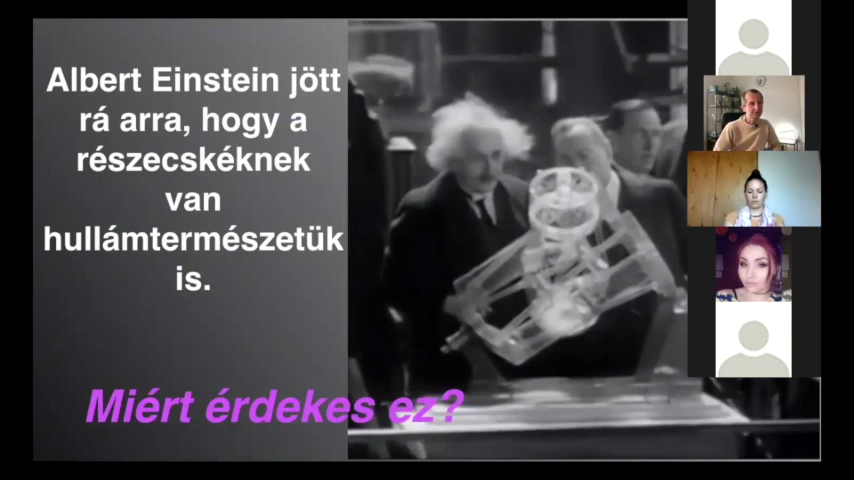 Albert Einstein jött
rá arra, hogy a
részecskéknek
van
hullámtermészetük
is.
Miért érdekes ez?